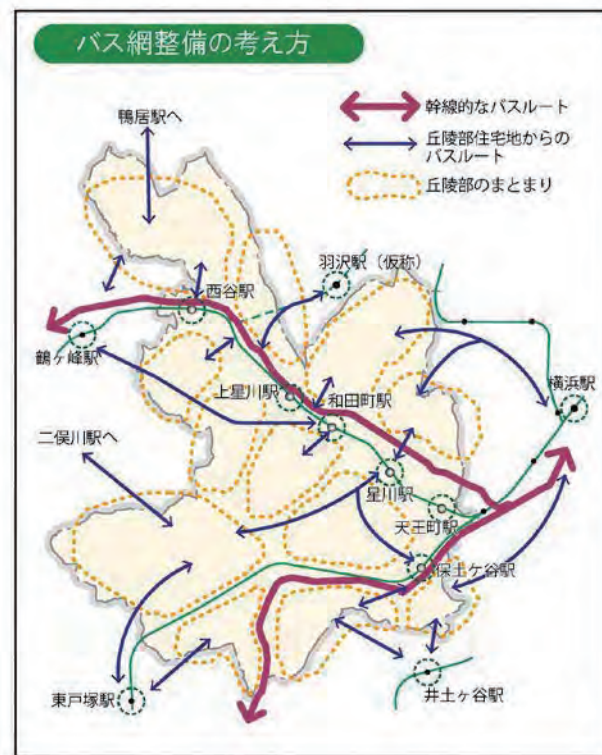 バス網整備の考え方
幹線的なバスルート
丘陵部住宅地からの
バスルート
丘陵部のまとまり
鴨居駅へ
羽沢駅（仮称）
西谷駅
鶴ヶ峰駅
上星川駅
和田町駅
横浜駅
二俣川駅へ
星川駅
天王町駅
保土ケ谷駅
東戸塚駅
井土ヶ谷駅